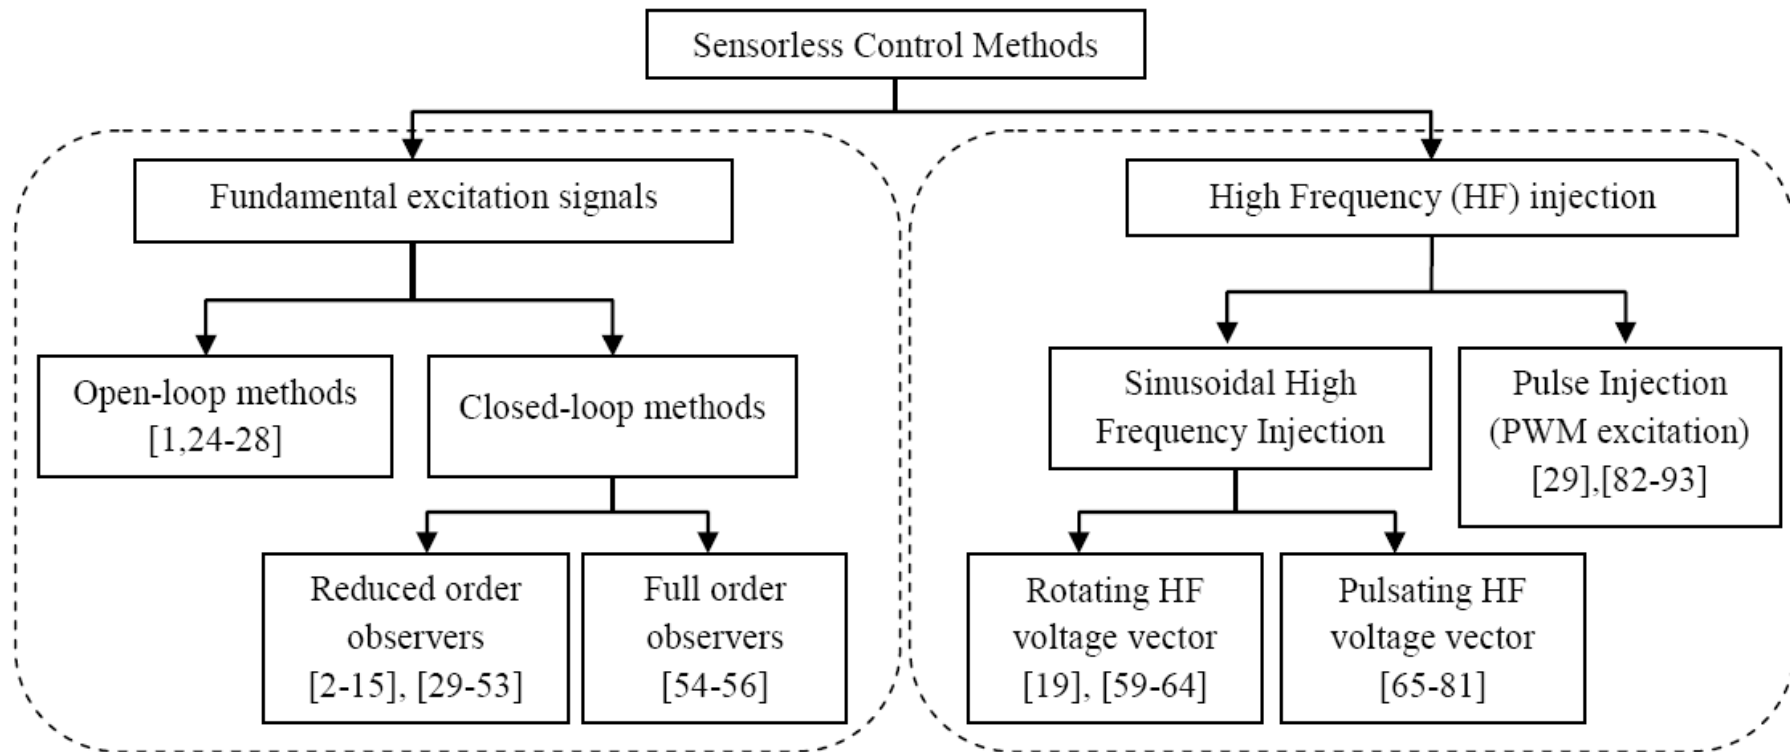 Sensorless Control Methods
Fundamental excitation signals
High Frequency (HF) injection
Open-loop methods
[1,24-28]
Closed-loop methods
Sinusoidal High
Frequency Injection
Pulse Injection
(PWM excitation)
[29],[82-93]
Reduced order
observers
[2-15], [29-53]
Full order
observers
[54-56]
Rotating HF
voltage vector
[19], [59-64]
Pulsating HF
voltage vector
[65-81]